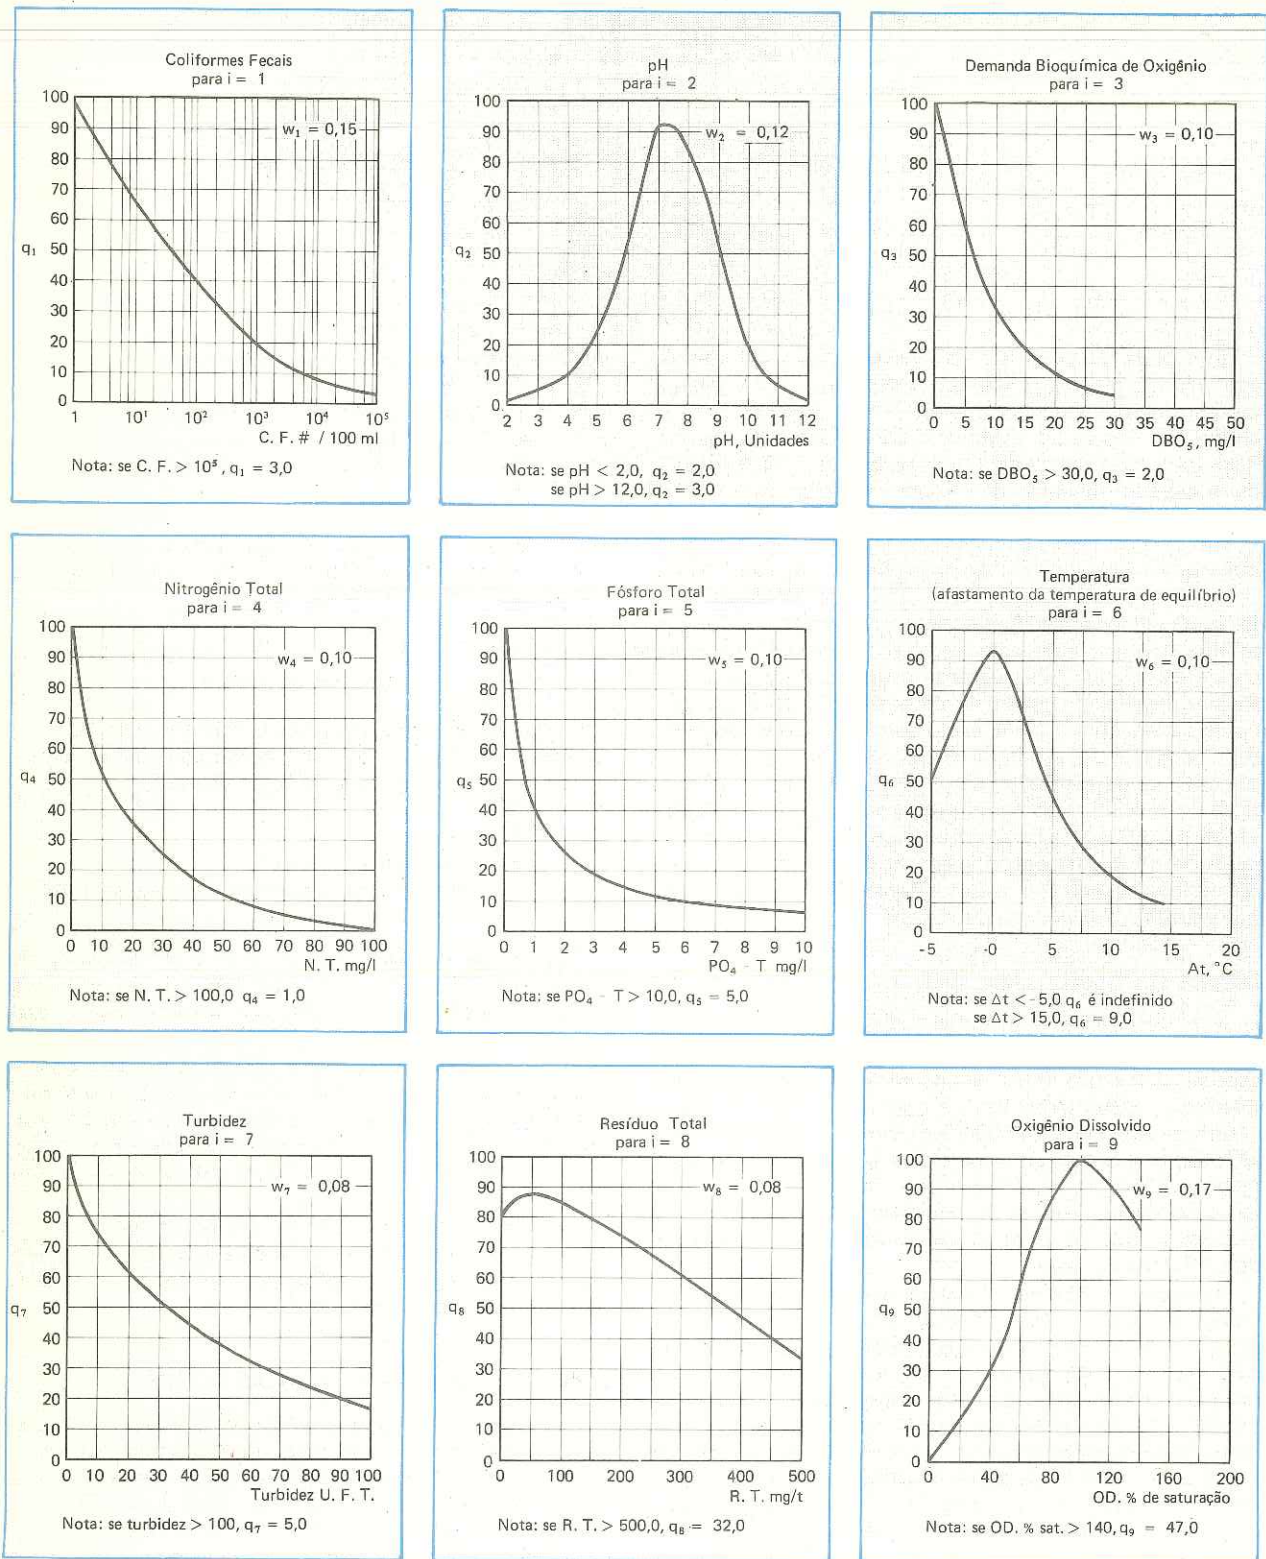 Coliformes Fecais
para i = 1
100
90
80
70
60
50
40
30
20
10
0
q₁
w₁ = 0,15
1 10¹ 10² 10³ 10⁴ 10⁵
C. F. # / 100 ml
Nota: se C. F. > 10⁵, q₁ = 3,0
pH
para i = 2
100
90
80
70
60
50
40
30
20
10
0
q₂
w₂ = 0,12
2 3 4 5 6 7 8 9 10 11 12
pH, Unidades
Nota: se pH < 2,0, q₂ = 2,0
se pH > 12,0, q₂ = 3,0
Demanda Bioquímica de Oxigênio
para i = 3
100
90
80
70
60
50
40
30
20
10
0
q₃
w₃ = 0,10
0 5 10 15 20 25 30 35 40 45 50
DBO₅, mg/l
Nota: se DBO₅ > 30,0, q₃ = 2,0
Nitrogênio Total
para i = 4
100
90
80
70
60
50
40
30
20
10
0
q₄
w₄ = 0,10
0 10 20 30 40 50 60 70 80 90 100
N. T. mg/l
Nota: se N. T. > 100,0 q₄ = 1,0
Fósforo Total
para i = 5
100
90
80
70
60
50
40
30
20
10
0
q₅
w₅ = 0,10
0 1 2 3 4 5 6 7 8 9 10
PO₄ - T mg/l
Nota: se PO₄ - T > 10,0, q₅ = 5,0
Temperatura
(afastamento da temperatura de equilíbrio)
para i = 6
100
90
80
70
60
50
40
30
20
10
0
q₆
w₆ = 0,10
-5 -0 5 10 15 20
At, °C
Nota: se Δt < -5,0 q₆ é indefinido
se Δt > 15,0, q₆ = 9,0
Turbidez
para i = 7
100
90
80
70
60
50
40
30
20
10
0
q₇
w₇ = 0,08
0 10 20 30 40 50 60 70 80 90 100
Turbidez U. F. T.
Nota: se turbidez > 100, q₇ = 5,0
Resíduo Total
para i = 8
100
90
80
70
60
50
40
30
20
10
0
q₈
w₈ = 0,08
0 100 200 300 400 500
R. T. mg/t
Nota: se R. T. > 500,0, q₈ = 32,0
Oxigênio Dissolvido
para i = 9
100
90
80
70
60
50
40
30
20
10
0
q₉
w₉ = 0,17
0 40 80 120 160 200
OD. % de saturação
Nota: se OD. % sat. > 140, q₉ = 47,0